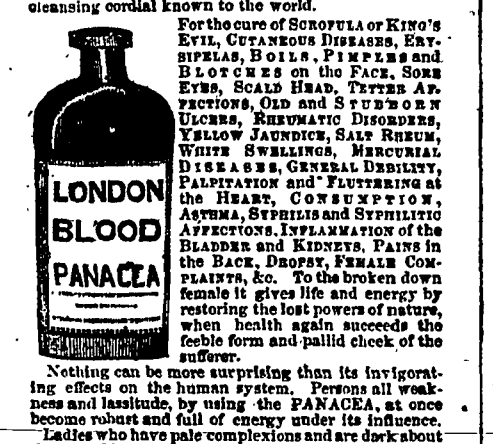 cleansing cordial known to the world.
For the cure of SCROFULA or KING'S
EVIL, CUTANEOUS DISEASES, ERY-
SIPELAS, BOILS, PIMPLES and
BLOTCHES on the FACE, SORE
EYES, SCALD HEAD, TETTER AF-
FECTIONS, OLD and STUBBORN
ULCERS, RHEUMATIC DISORDERS,
YELLOW JAUNDICE, SALT RHEUM,
WHITE SWELLINGS, MERCURIAL
DISEASES, GENERAL DEBILITY,
PALPITATION and FLUTTERING at
the HEART, CONSUMPTION,
ASTHMA, SYPHILIS and SYPHILITIC
AFFECTIONS, INFLAMMATION of the
BLADDER and KIDNEYS, PAINS in
the BACK, DROPSY, FEMALE COM-
PLAINTS, &c. To the broken down
female it gives life and energy by
restoring the lost powers of nature,
when health again succeeds the
feeble form and pallid cheek of the
sufferer.
LONDON
BLOOD
PANACEA
Nothing can be more surprising than its invigorat-
ing effects on the human system. Persons all weak-
ness and lassitude, by using the PANACEA, at once
become robust and full of energy under its influence.
Ladies who have pale complexions and are dark about